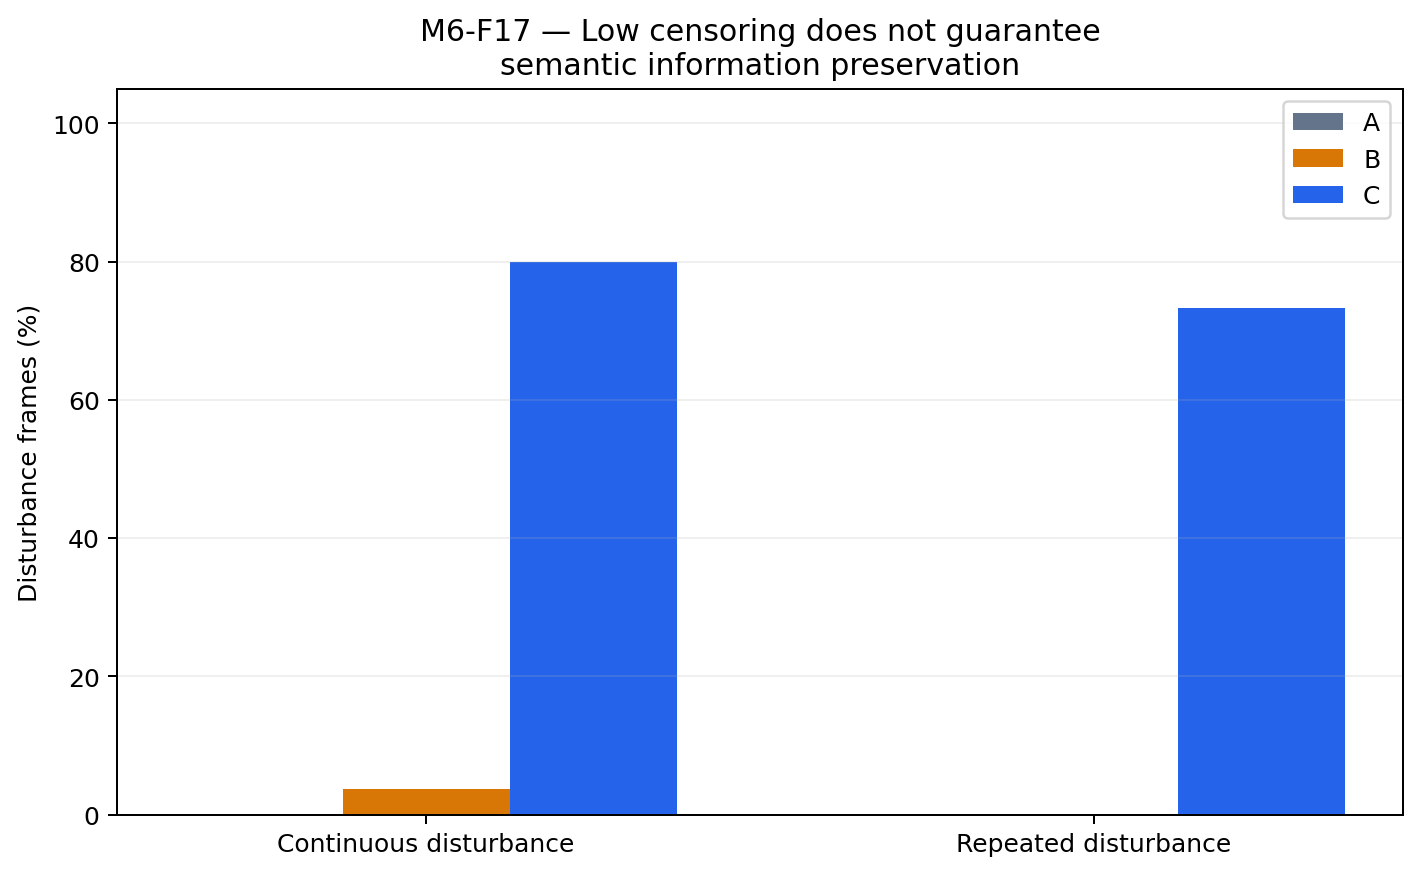 M6-F17 — Low censoring does not guarantee
semantic information preservation
Disturbance frames (%)
100
80
60
40
20
0
A
B
C
Continuous disturbance
Repeated disturbance